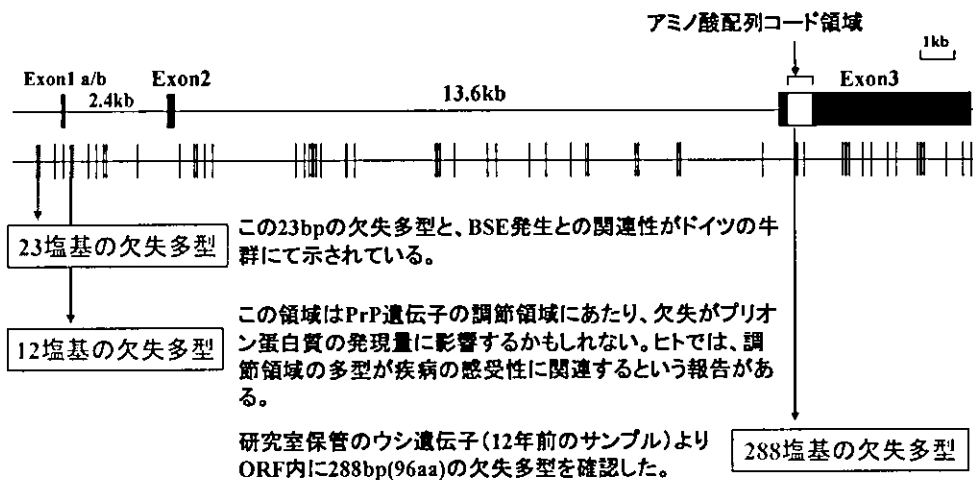 アミノ酸配列コード領域
1kb
Exon1 a/b
Exon2
Exon3
2.4kb
13.6kb
23塩基の欠失多型
この23bpの欠失多型と、BSE発生との関連性がドイツの牛
群にて示されている。
12塩基の欠失多型
この領域はPrP遺伝子の調節領域にあたり、欠失がプリオ
ン蛋白質の発現量に影響するかもしれない。ヒトでは、調
節領域の多型が疾病の感受性に関連するという報告があ
る。
研究室保管のウシ遺伝子(12年前のサンプル)より
ORF内に288bp(96aa)の欠失多型を確認した。
288塩基の欠失多型